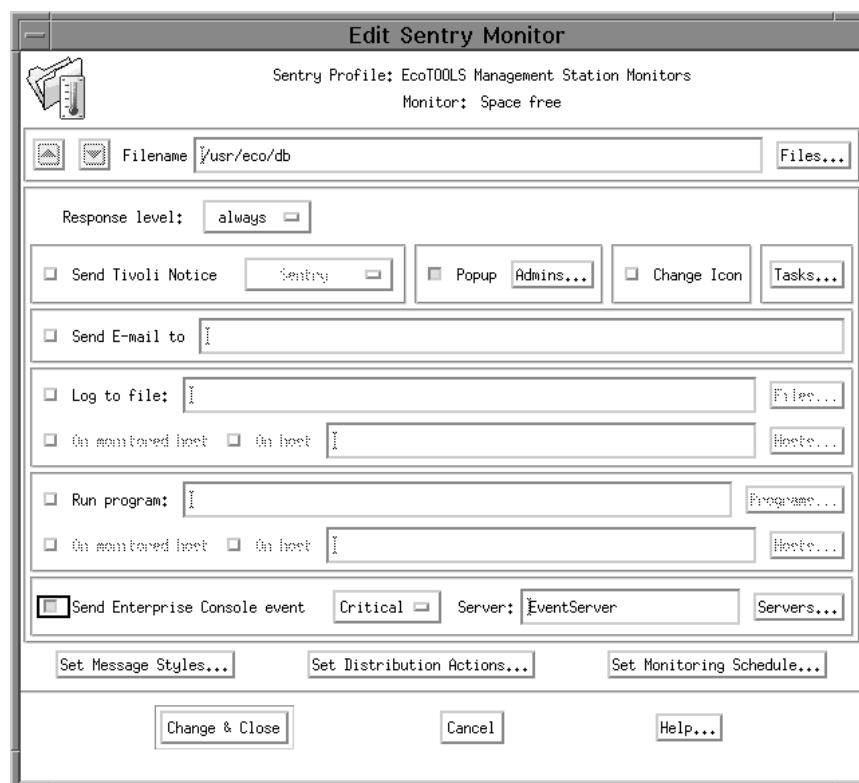 Edit Sentry Monitor
Sentry Profile: EcoTOOLS Management Station Monitors
Monitor: Space free
Filename /usr/eco/db Files...
Response level: always
Send Tivoli Notice Sentry Popup Admins... Change Icon Tasks...
Send E-mail to
Log to file: Files...
On monitored host On host Hosts...
Run program: Programs...
On monitored host On host Hosts...
Send Enterprise Console event Critical Server: EventServer Servers...
Set Message Styles... Set Distribution Actions... Set Monitoring Schedule...
Change & Close Cancel Help...